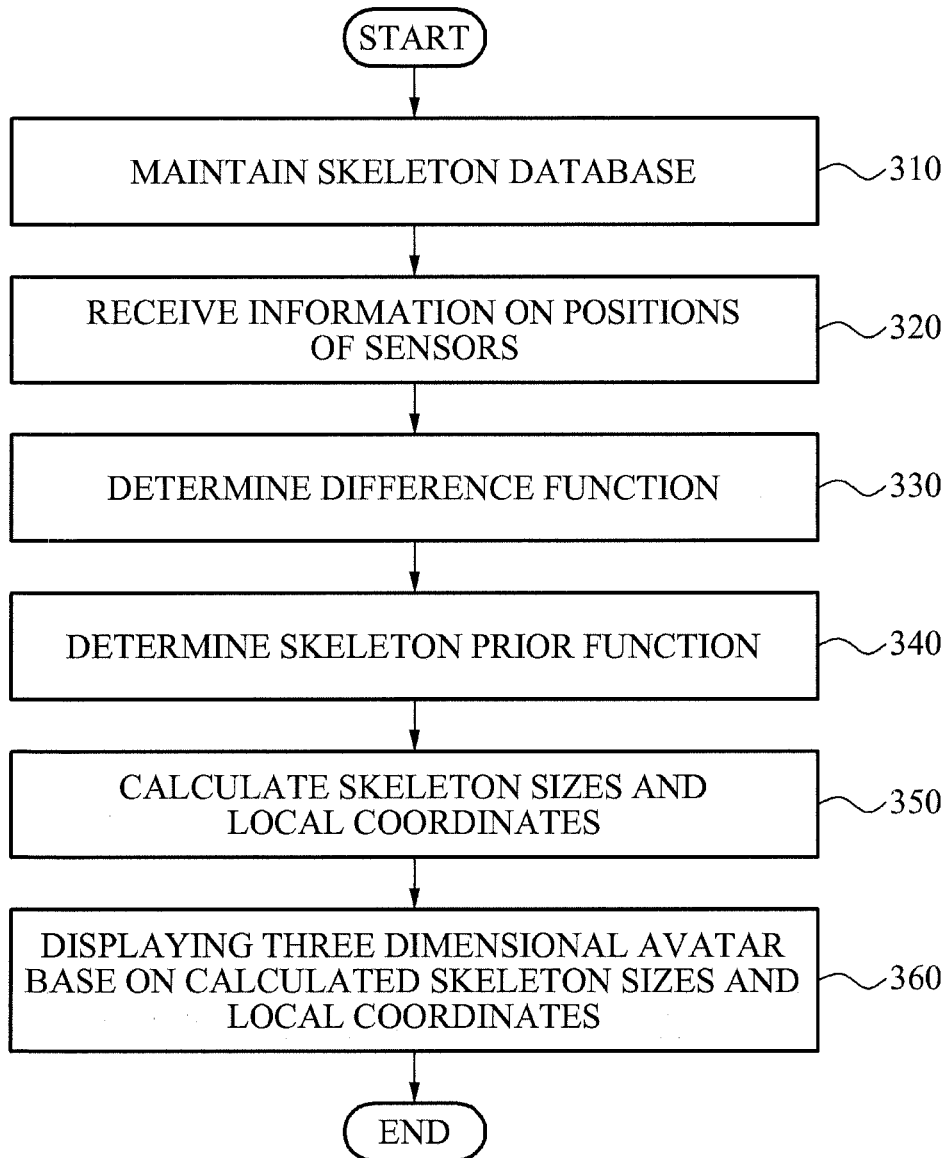 START
MAINTAIN SKELETON DATABASE
310
RECEIVE INFORMATION ON POSITIONS
OF SENSORS
320
DETERMINE DIFFERENCE FUNCTION
330
DETERMINE SKELETON PRIOR FUNCTION
340
CALCULATE SKELETON SIZES AND
LOCAL COORDINATES
350
DISPLAYING THREE DIMENSIONAL AVATAR
BASE ON CALCULATED SKELETON SIZES AND
LOCAL COORDINATES
360
END